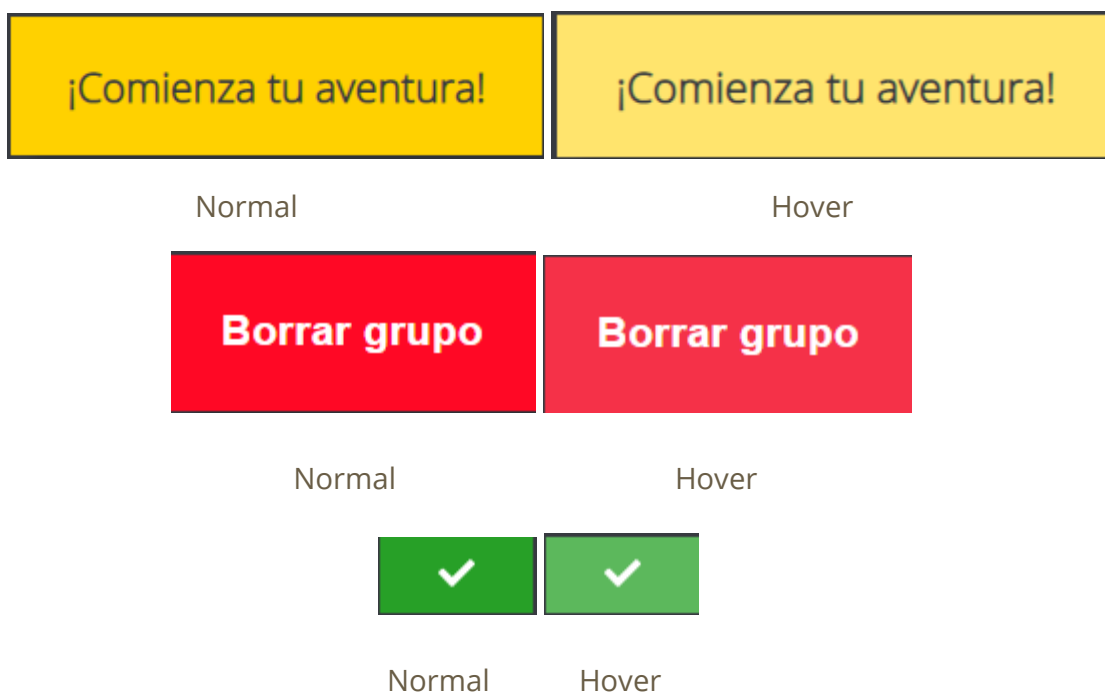 ¡Comienza tu aventura! ¡Comienza tu aventura!
Normal Hover
Borrar grupo Borrar grupo
Normal Hover
Normal Hover